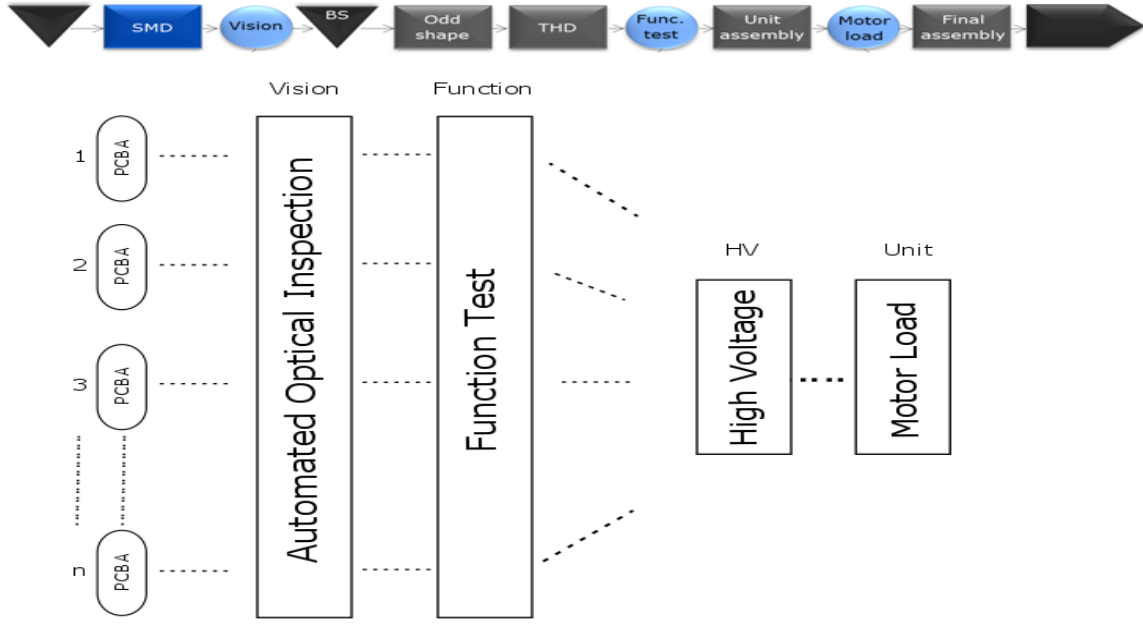 SMD
Vision
BS
Odd
shape
THD
Func.
test
Unit
assembly
Motor
load
Final
assembly
Vision
Function
1
PCBA
Automated Optical Inspection
Function Test
2
PCBA
HV
Unit
High Voltage
Motor Load
3
PCBA
n
PCBA